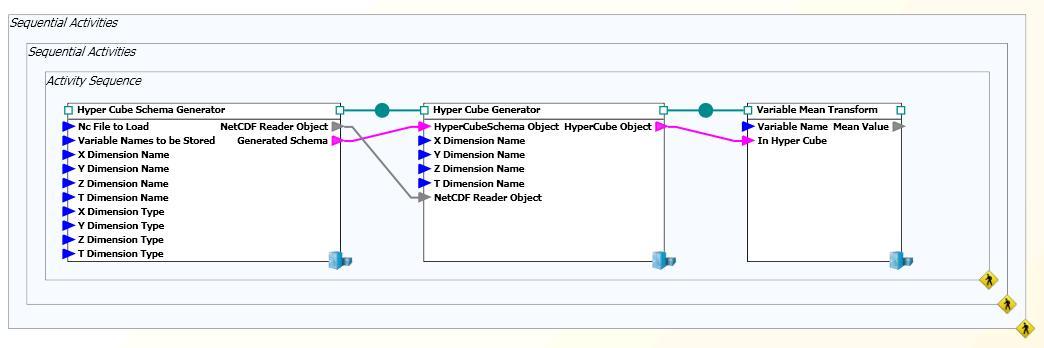 Sequential Activities
Sequential Activities
Activity Sequence
Hyper Cube Schema Generator
Nc File to Load NetCDF Reader Object
Variable Names to be Stored Generated Schema
X Dimension Name
Y Dimension Name
Z Dimension Name
T Dimension Name
X Dimension Type
Y Dimension Type
Z Dimension Type
T Dimension Type
Hyper Cube Generator
HyperCubeSchema Object HyperCube Object
X Dimension Name
Y Dimension Name
Z Dimension Name
T Dimension Name
NetCDF Reader Object
Variable Mean Transform
Variable Name Mean Value
In Hyper Cube